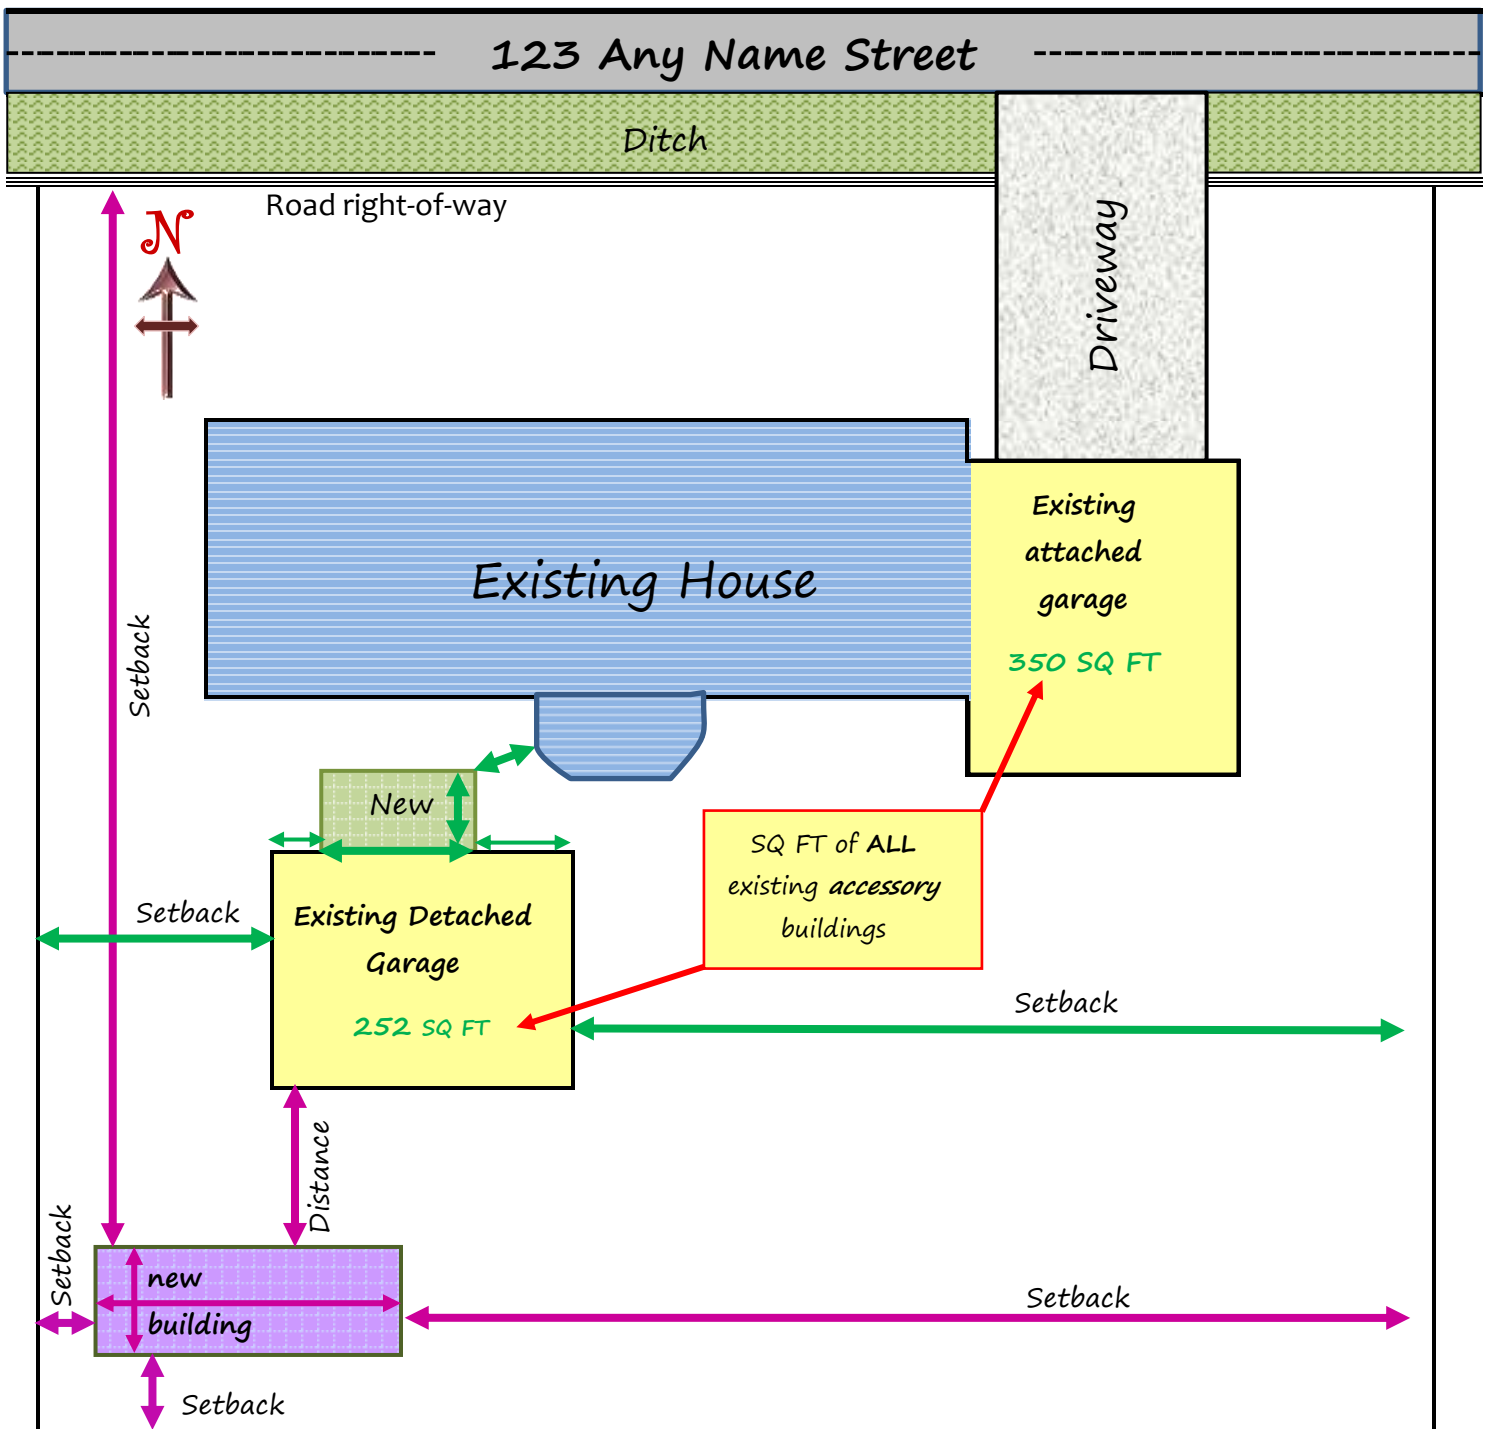 123 Any Name Street
Ditch
Road right-of-way
N
Driveway
Existing
attached
garage
350 SQ FT
Existing House
Setback
New
SQ FT of ALL
existing accessory
buildings
Setback
Existing Detached
Garage
252 SQ FT
Setback
Distance
Setback
new
building
Setback
Setback